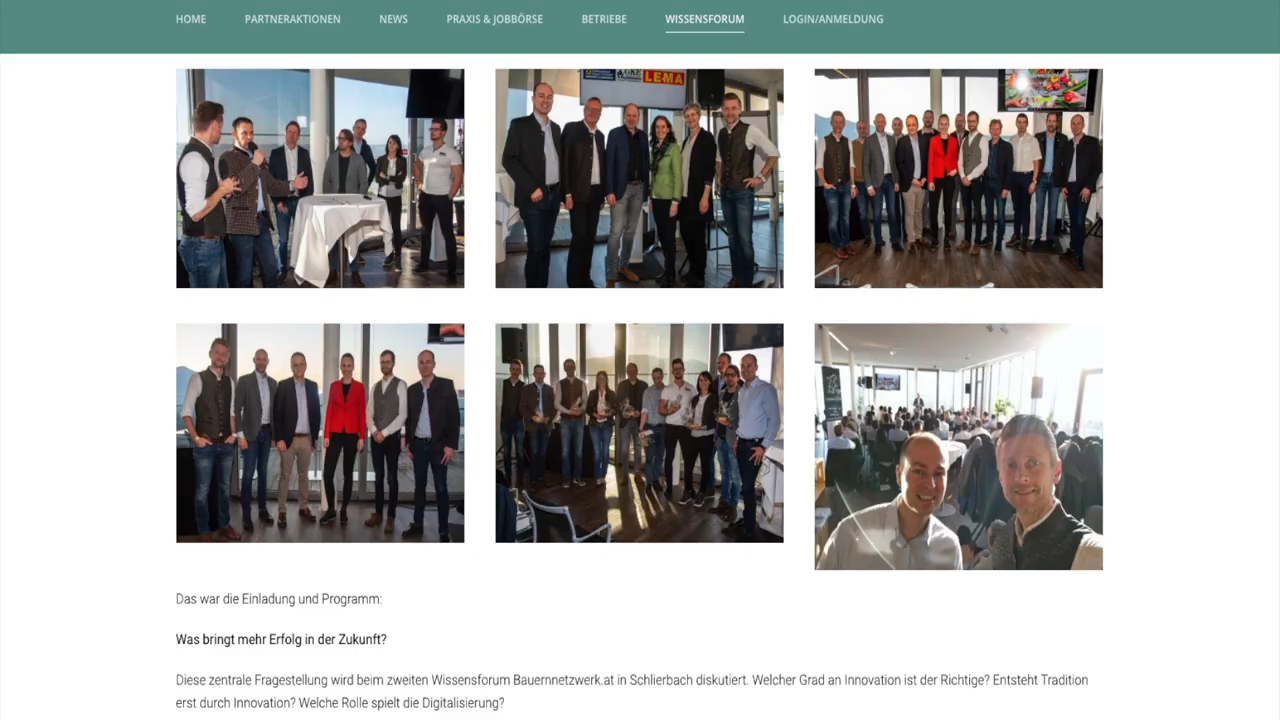 HOME PARTNERAKTIONEN NEWS PRAXIS & JOBBÖRSE BETRIEBE WISSENSFORUM LOGIN/ANMELDUNG
LEMA
Das war die Einladung und Programm:
Was bringt mehr Erfolg in der Zukunft?
Diese zentrale Fragestellung wird beim zweiten Wissensforum Bauernnetzwerk.at in Schlierbach diskutiert. Welcher Grad an Innovation ist der Richtige? Entsteht Tradition
erst durch Innovation? Welche Rolle spielt die Digitalisierung?